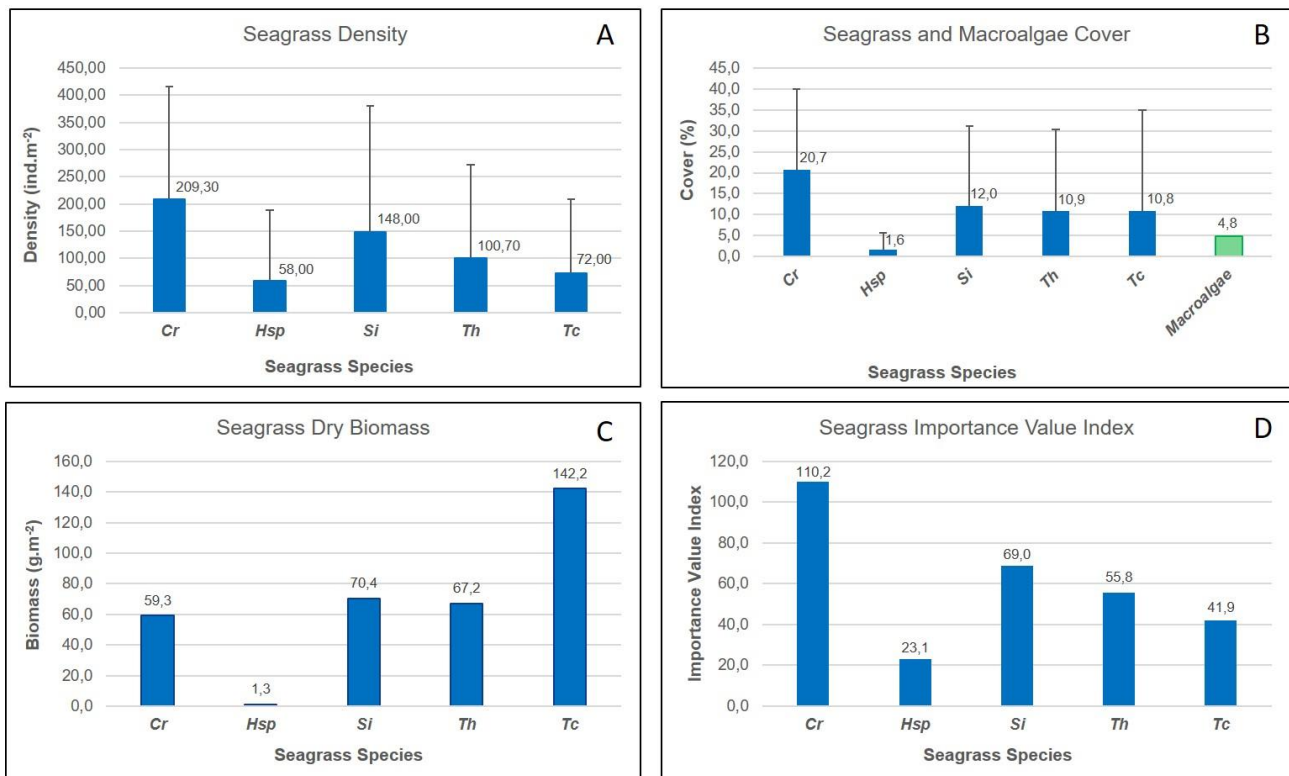 Seagrass Density
A
450,00
400,00
350,00
300,00
250,00
200,00
150,00
100,00
50,00
0,00
Density (ind.m⁻²)
209,30
58,00
148,00
100,70
72,00
Cr Hsp Si Th Tc
Seagrass Species
Seagrass and Macroalgae Cover
B
45,0
40,0
35,0
30,0
25,0
20,0
15,0
10,0
5,0
0,0
Cover (%)
20,7
1,6
12,0
10,9
10,8
4,8
Cr Hsp Si Th Tc Macroalgae
Seagrass Species
Seagrass Dry Biomass
C
160,0
140,0
120,0
100,0
80,0
60,0
40,0
20,0
0,0
Biomass (g.m⁻²)
59,3
1,3
70,4
67,2
142,2
Cr Hsp Si Th Tc
Seagrass Species
Seagrass Importance Value Index
D
120,0
100,0
80,0
60,0
40,0
20,0
0,0
Importance Value Index
110,2
23,1
69,0
55,8
41,9
Cr Hsp Si Th Tc
Seagrass Species